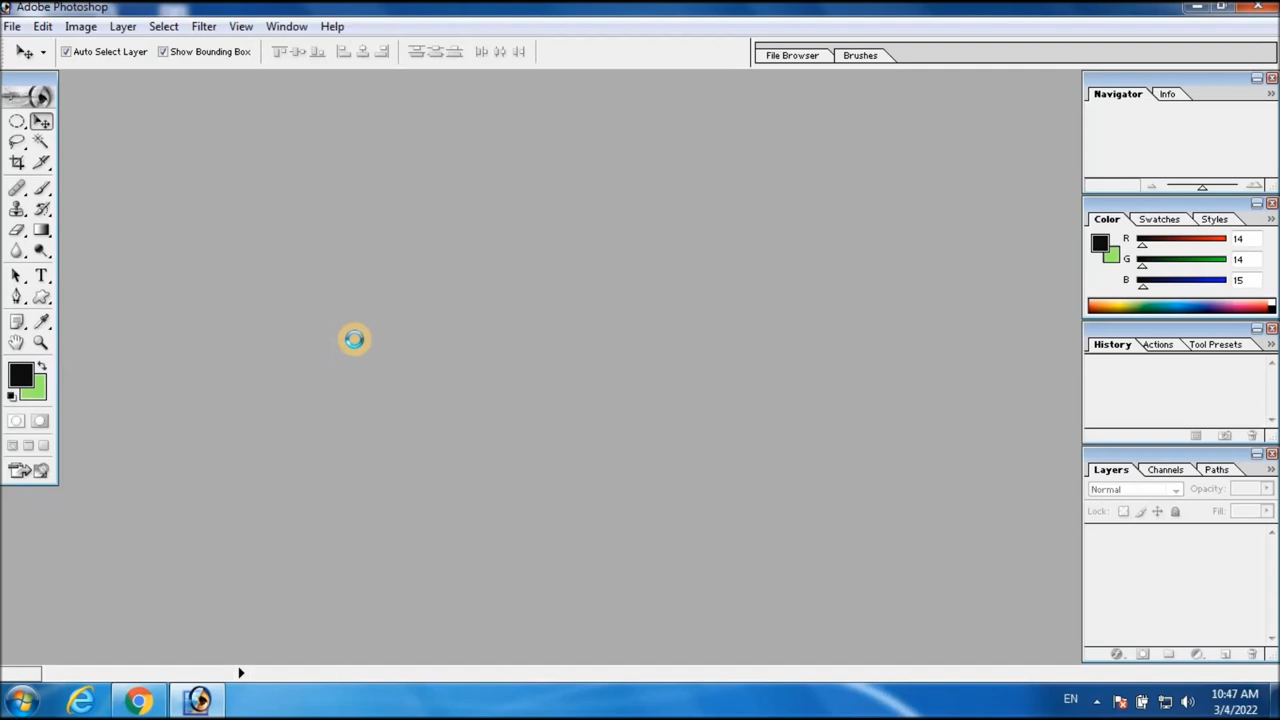 Adobe Photoshop
File Edit Image Layer Select Filter View Window Help
Auto Select Layer Show Bounding Box File Browser Brushes
Navigator Info
Color Swatches Styles
R 14
G 14
B 15
T
History Actions Tool Presets
Layers Channels Paths
Normal Opacity:
Lock: Fill:
EN 10:47 AM
3/4/2022